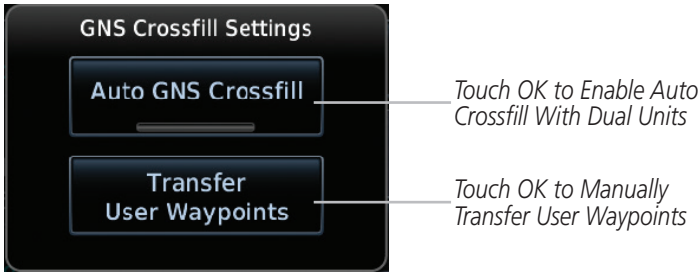 GNS Crossfill Settings
Auto GNS Crossfill
Touch OK to Enable Auto
Crossfill With Dual Units
Transfer
User Waypoints
Touch OK to Manually
Transfer User Waypoints